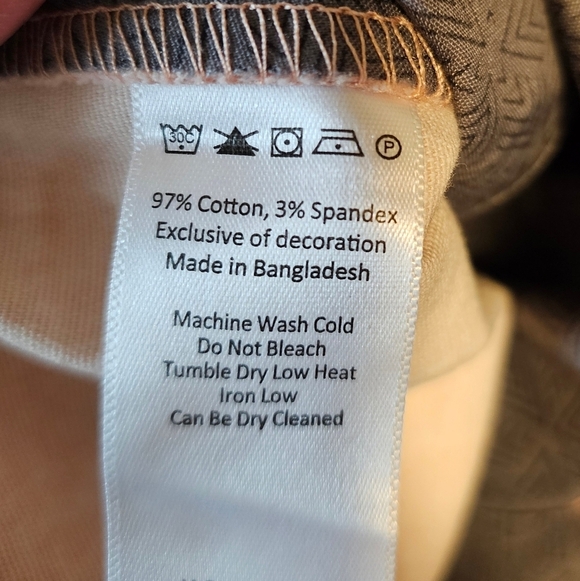 30C P
97% Cotton, 3% Spandex
Exclusive of decoration
Made in Bangladesh
Machine Wash Cold
Do Not Bleach
Tumble Dry Low Heat
Iron Low
Can Be Dry Cleaned